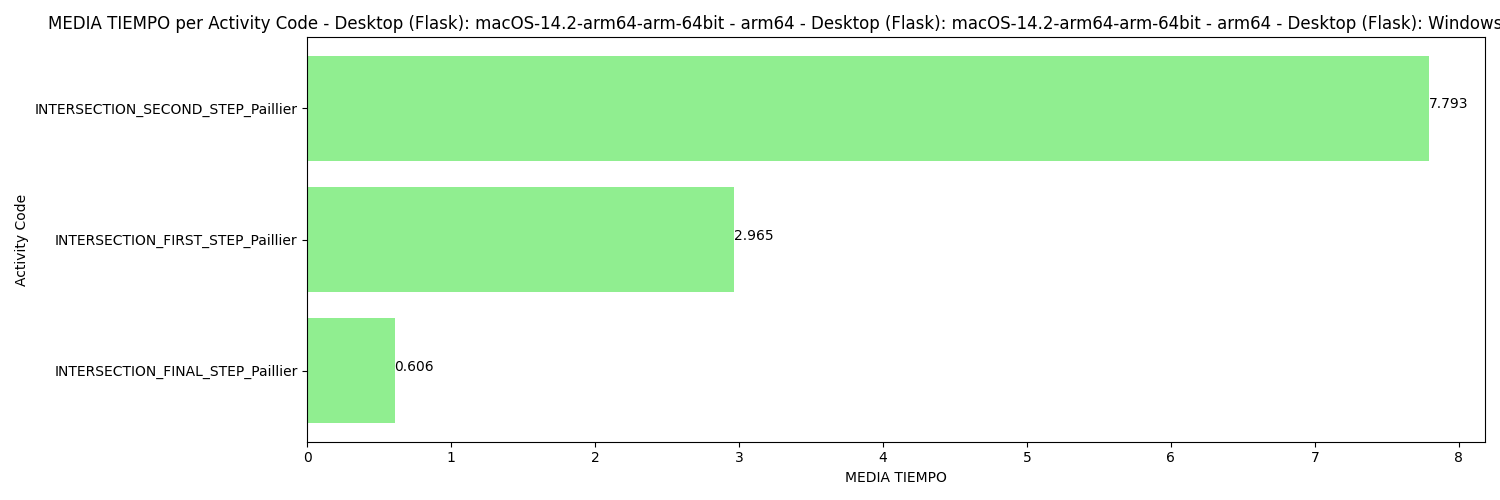 MEDIA TIEMPO per Activity Code - Desktop (Flask): macOS-14.2-arm64-arm-64bit - arm64 - Desktop (Flask): macOS-14.2-arm64-arm-64bit - arm64 - Desktop (Flask): Windows
INTERSECTION_SECOND_STEP_Paillier
7.793
INTERSECTION_FIRST_STEP_Paillier
2.965
INTERSECTION_FINAL_STEP_Paillier
0.606
Activity Code
0 1 2 3 4 5 6 7 8
MEDIA TIEMPO